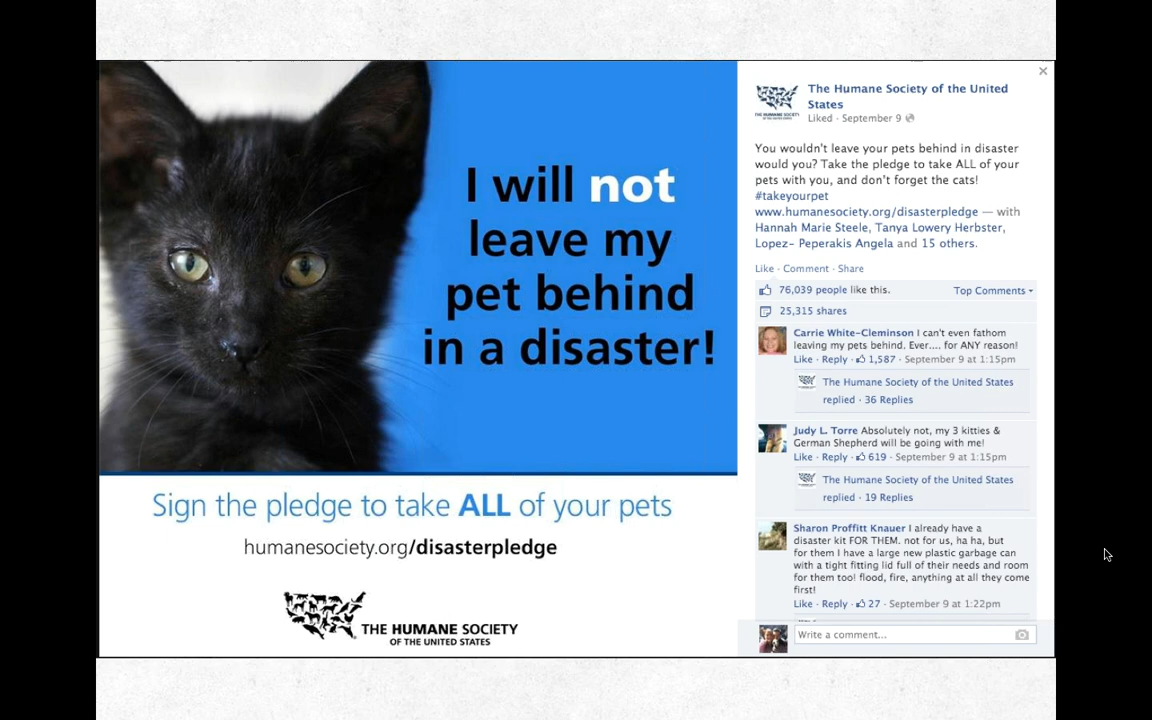 I will not
leave my
pet behind
in a disaster!
Sign the pledge to take ALL of your pets
humanesociety.org/disasterpledge
THE HUMANE SOCIETY
OF THE UNITED STATES
THE HUMANE SOCIETY
OF THE UNITED STATES
The Humane Society of the United
States
Liked · September 9
You wouldn't leave your pets behind in disaster
would you? Take the pledge to take ALL of your
pets with you, and don't forget the cats!
#takeyourpet
www.humanesociety.org/disasterpledge — with
Hannah Marie Steele, Tanya Lowery Herbster,
Lopez- Peperakis Angela and 15 others.
Like · Comment · Share
76,039 people like this.
Top Comments
25,315 shares
Carrie White-Cleminson I can't even fathom
leaving my pets behind. Ever.... for ANY reason!
Like · Reply · 1,587 · September 9 at 1:15pm
The Humane Society of the United States
replied · 36 Replies
Judy L. Torre Absolutely not, my 3 kitties &
German Shepherd will be going with me!
Like · Reply · 619 · September 9 at 1:15pm
The Humane Society of the United States
replied · 19 Replies
Sharon Proffitt Knauer I already have a
disaster kit FOR THEM. not for us, ha ha, but
for them I have a large new plastic garbage can
with a tight fitting lid full of their needs and room
for them too! flood, fire, anything at all they come
first!
Like · Reply · 27 · September 9 at 1:22pm
Write a comment...